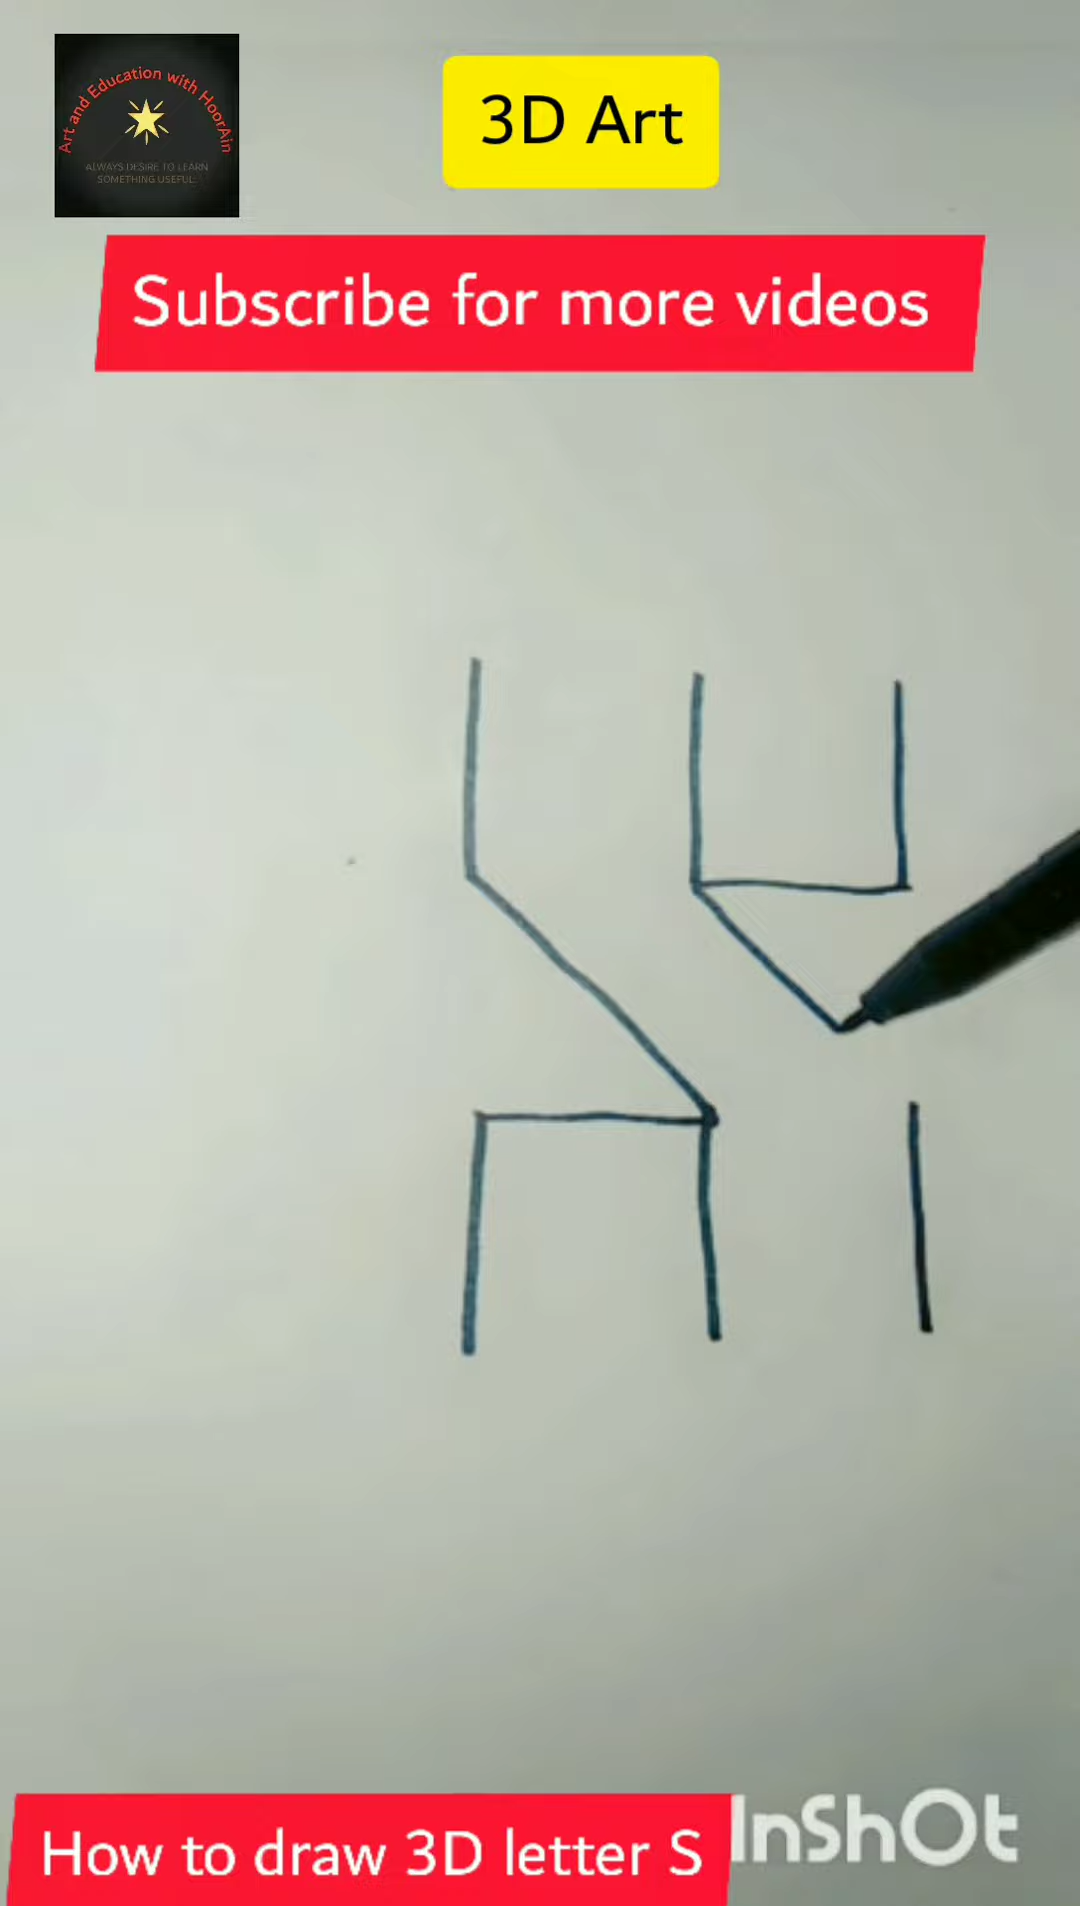 Art and Education with HoorAin
ALWAYS DESIRE TO LEARN
SOMETHING USEFUL.
3D Art
Subscribe for more videos
How to draw 3D letter S
InShOt